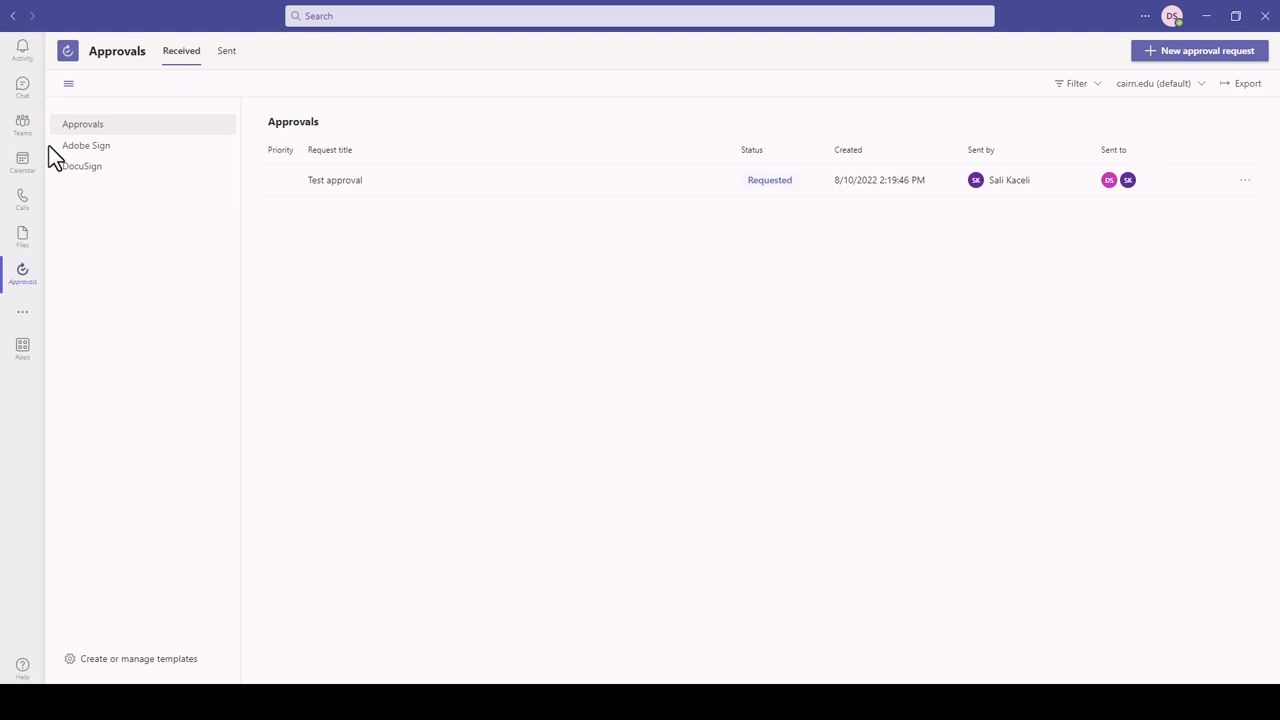 Search
DS
Activity
Chat
Teams
Calendar
Calls
Files
Approvals
Apps
Help
Approvals Received Sent
New approval request
Filter cairn.edu (default) Export
Approvals
Adobe Sign
DocuSign
Create or manage templates
Approvals
Priority Request title Status Created Sent by Sent to
Test approval Requested 8/10/2022 2:19:46 PM SK Sali Kaceli DS SK